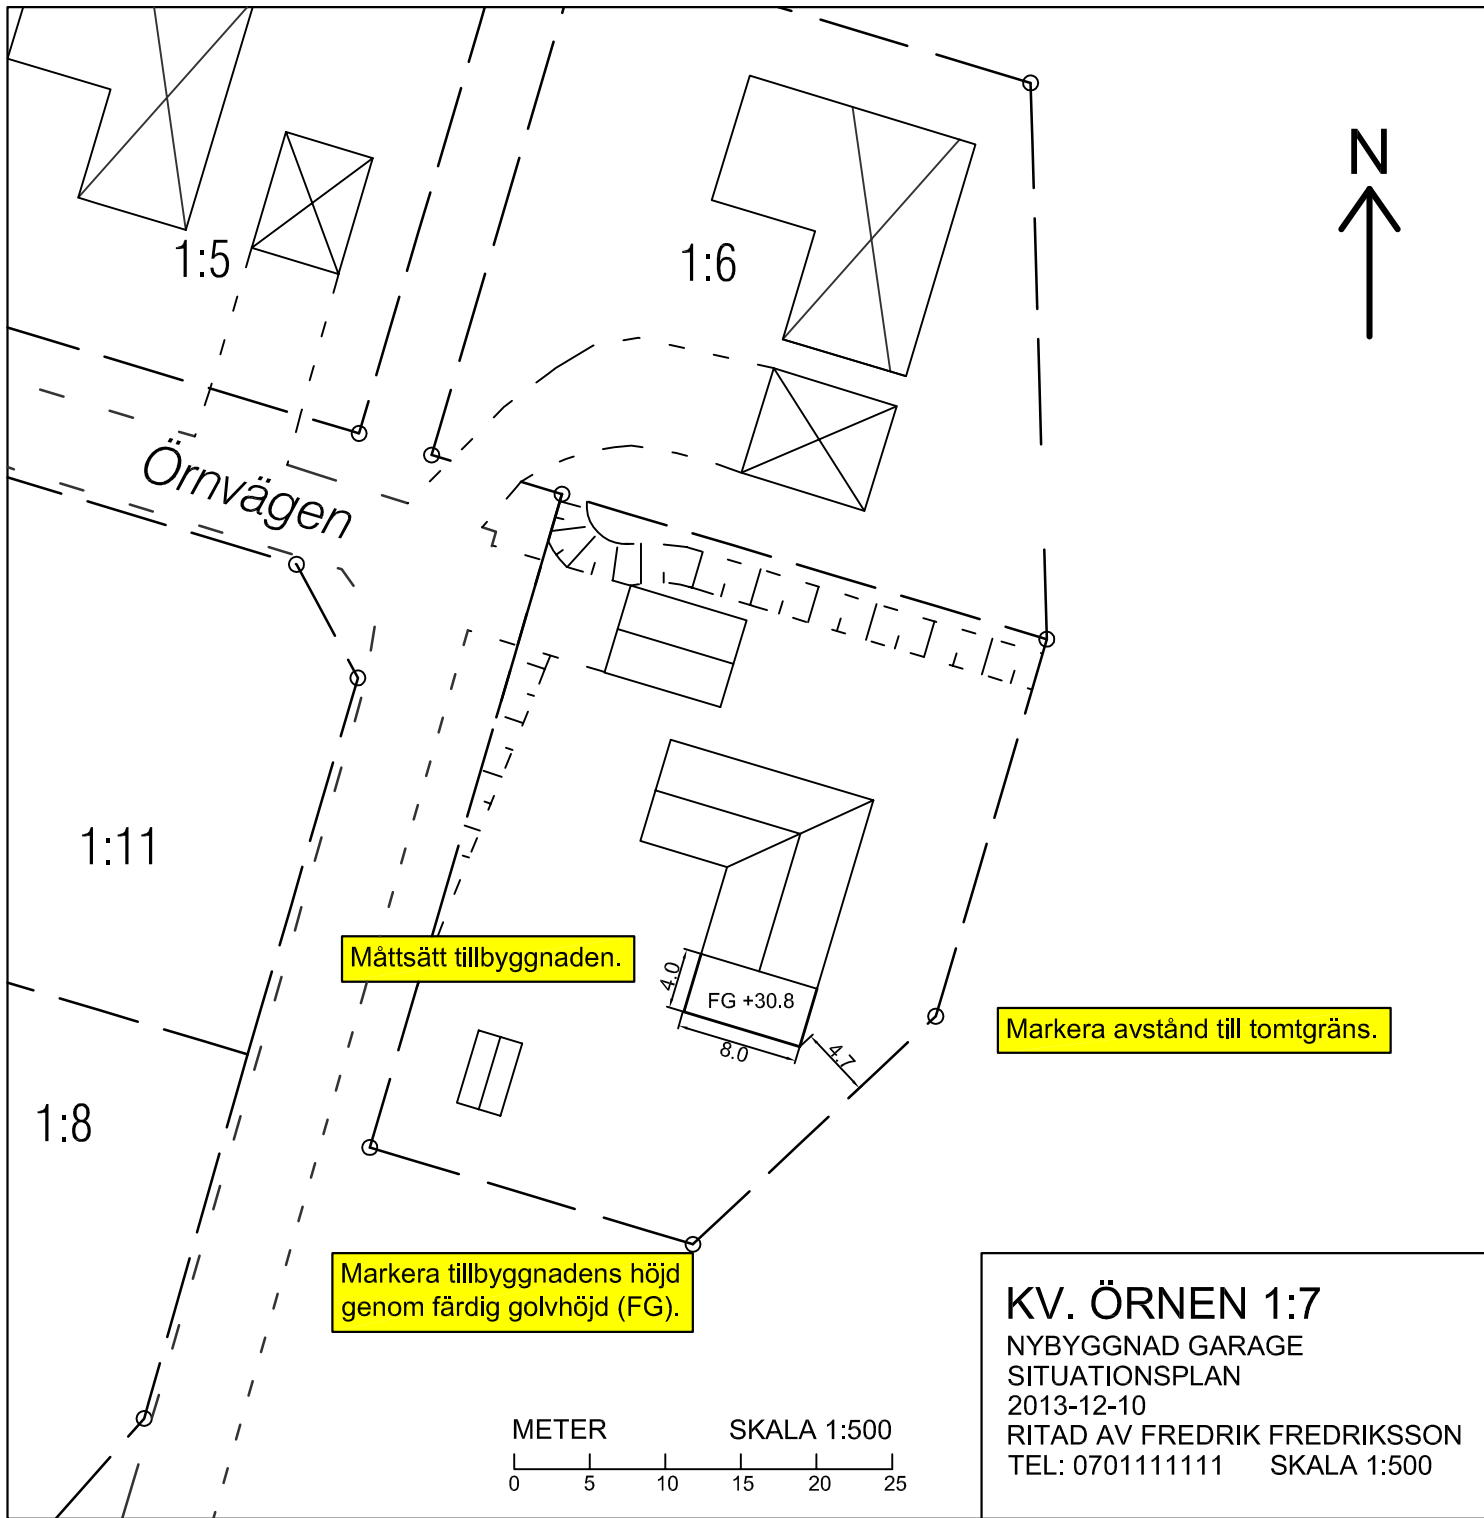 N
1:5
1:6
Örnvägen
1:11
Måttsätt tillbyggnaden.
4.0
FG +30.8
8.0
4.7
Markera avstånd till tomtgräns.
1:8
Markera tillbyggnadens höjd
genom färdig golvhöjd (FG).
KV. ÖRNEN 1:7
NYBYGGNAD GARAGE
SITUATIONSPLAN
2013-12-10
RITAD AV FREDRIK FREDRIKSSON
TEL: 0701111111 SKALA 1:500
METER SKALA 1:500
0 5 10 15 20 25